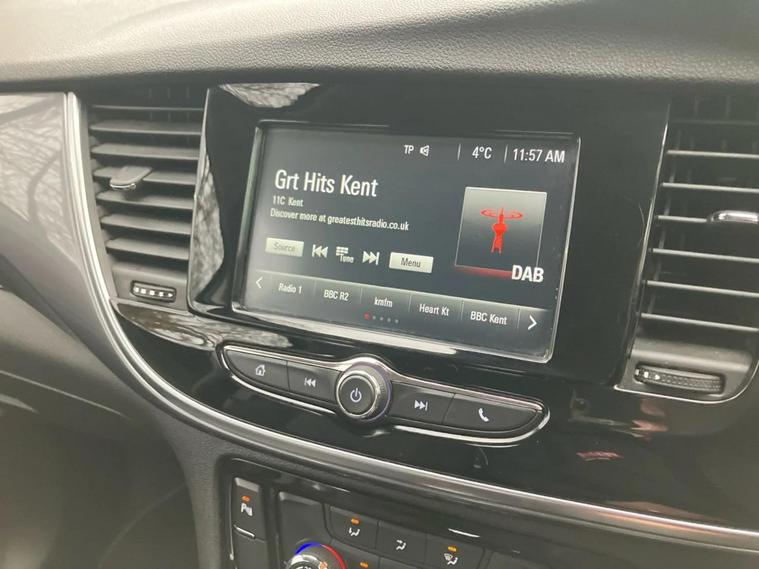 TP 4°C 11:57 AM
Grt Hits Kent
11C Kent
Discover more at greatesthitsradio.co.uk
DAB
Source Tune Menu
Radio 1 BBC R2 kmfm Heart Kt BBC Kent